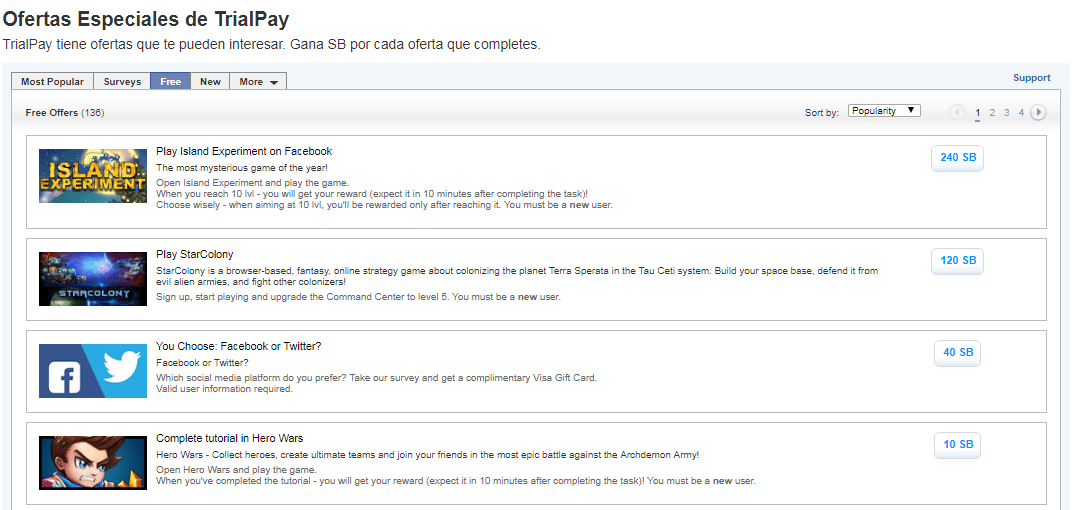 Ofertas Especiales de TrialPay
TrialPay tiene ofertas que te pueden interesar. Gana SB por cada oferta que completes.
Most Popular Surveys Free New More
Support
Free Offers (136)
Sort by: Popularity
1 2 3 4
ISLAND
EXPERIMENT
Play Island Experiment on Facebook
The most mysterious game of the year!
Open Island Experiment and play the game.
When you reach 10 lvl - you will get your reward (expect it in 10 minutes after completing the task)!
Choose wisely - when aiming at 10 lvl, you'll be rewarded only after reaching it. You must be a new user.
240 SB
STARCOLONY
Play StarColony
StarColony is a browser-based, fantasy, online strategy game about colonizing the planet Terra Sperata in the Tau Ceti system. Build your space base, defend it from
evil alien armies, and fight other colonizers!
Sign up, start playing and upgrade the Command Center to level 5. You must be a new user.
120 SB
You Choose: Facebook or Twitter?
Facebook or Twitter?
Which social media platform do you prefer? Take our survey and get a complimentary Visa Gift Card.
Valid user information required.
40 SB
Complete tutorial in Hero Wars
Hero Wars - Collect heroes, create ultimate teams and join your friends in the most epic battle against the Archdemon Army!
Open Hero Wars and play the game.
When you've completed the tutorial - you will get your reward (expect it in 10 minutes after completing the task)! You must be a new user.
10 SB